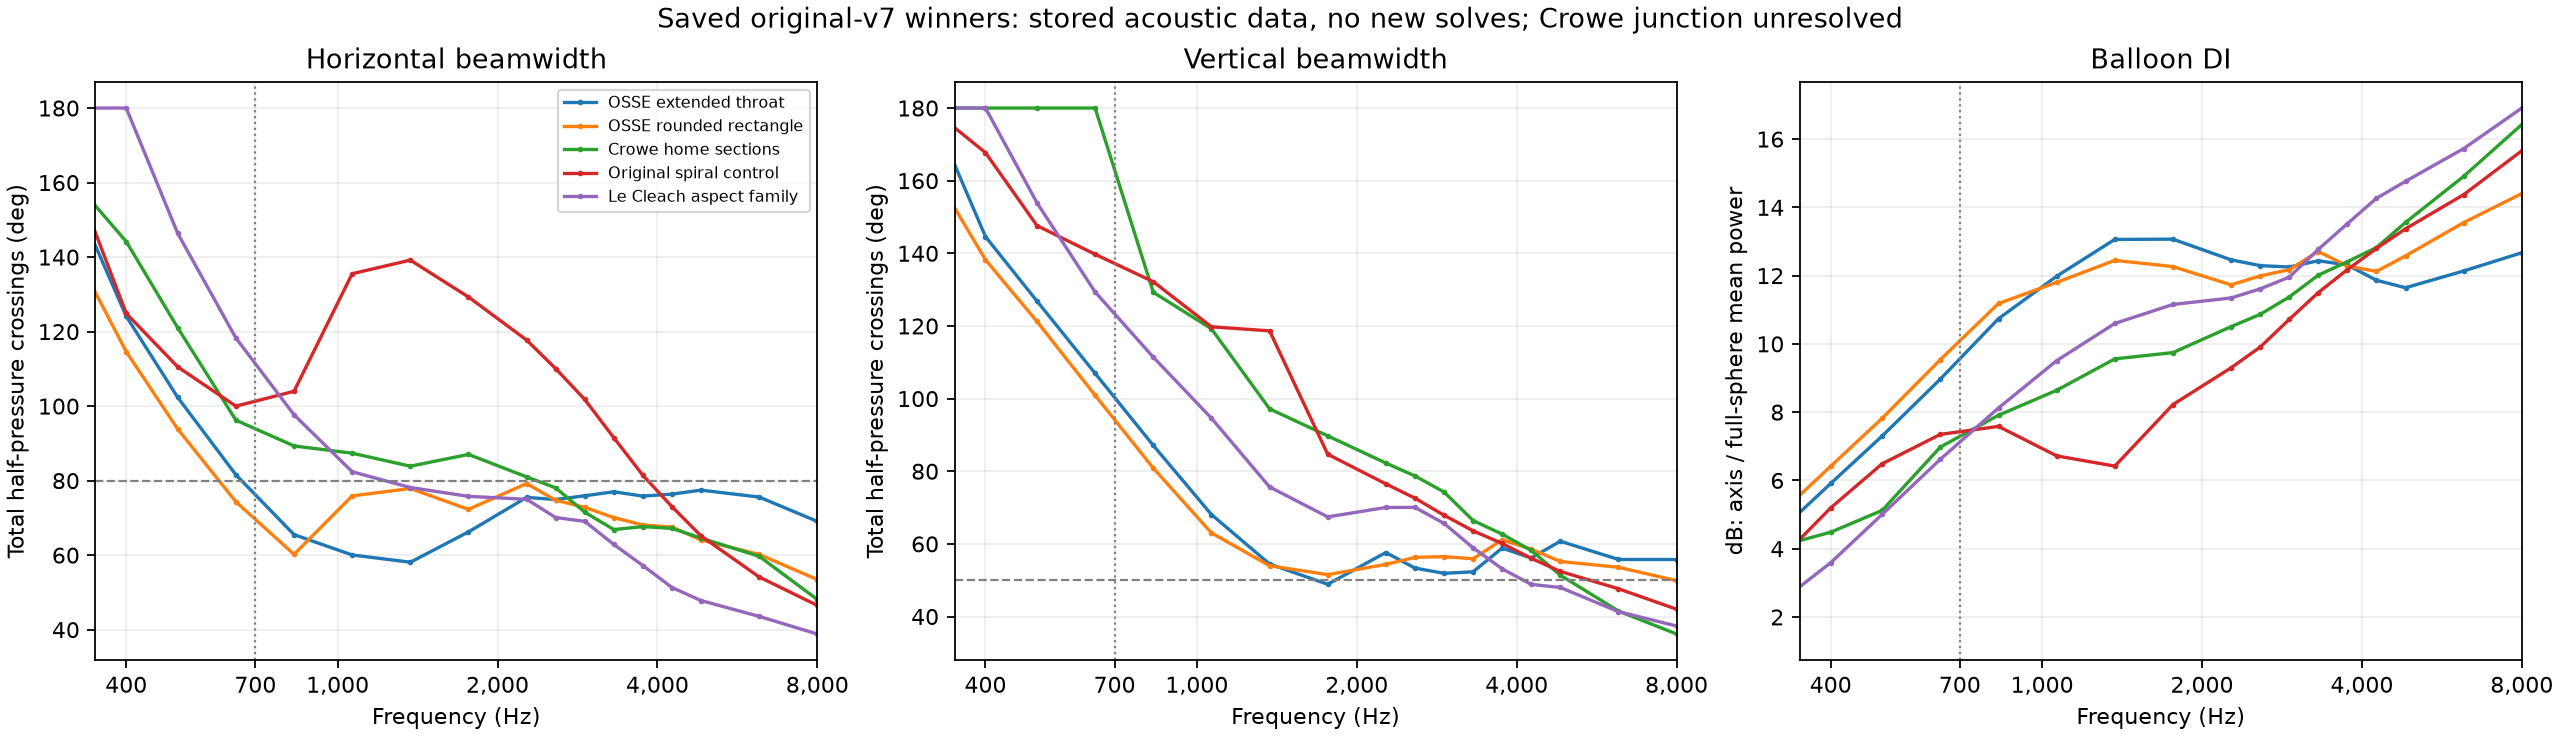 Saved original-v7 winners: stored acoustic data, no new solves; Crowe junction unresolved
Horizontal beamwidth
Total half-pressure crossings (deg)
180
160
140
120
100
80
60
40
OSSE extended throat
OSSE rounded rectangle
Crowe home sections
Original spiral control
Le Cleach aspect family
400 700 1,000 2,000 4,000 8,000
Frequency (Hz)
Vertical beamwidth
Total half-pressure crossings (deg)
180
160
140
120
100
80
60
40
400 700 1,000 2,000 4,000 8,000
Frequency (Hz)
Balloon DI
dB: axis / full-sphere mean power
16
14
12
10
8
6
4
2
400 700 1,000 2,000 4,000 8,000
Frequency (Hz)